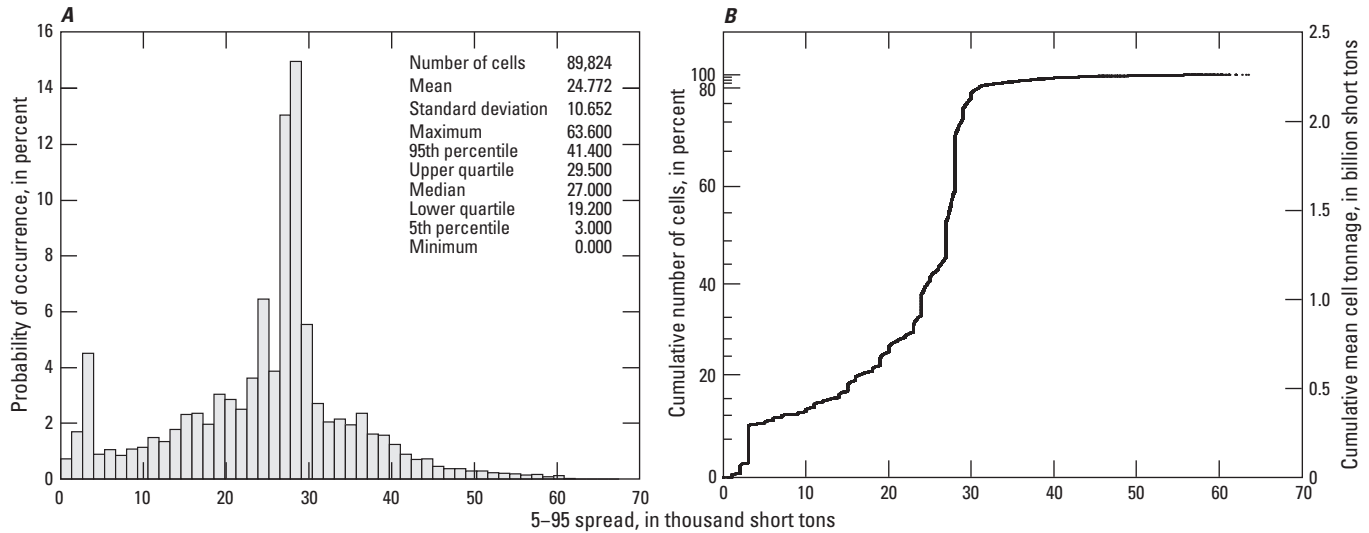 A
Probability of occurrence, in percent
16
14
12
10
8
6
4
2
0
0 10 20 30 40 50 60 70
Number of cells 89,824
Mean 24.772
Standard deviation 10.652
Maximum 63.600
95th percentile 41.400
Upper quartile 29.500
Median 27.000
Lower quartile 19.200
5th percentile 3.000
Minimum 0.000
B
Cumulative number of cells, in percent
100
80
60
40
20
0
0 10 20 30 40 50 60 70
2.5
2.0
1.5
1.0
0.5
0
Cumulative mean cell tonnage, in billion short tons
5–95 spread, in thousand short tons